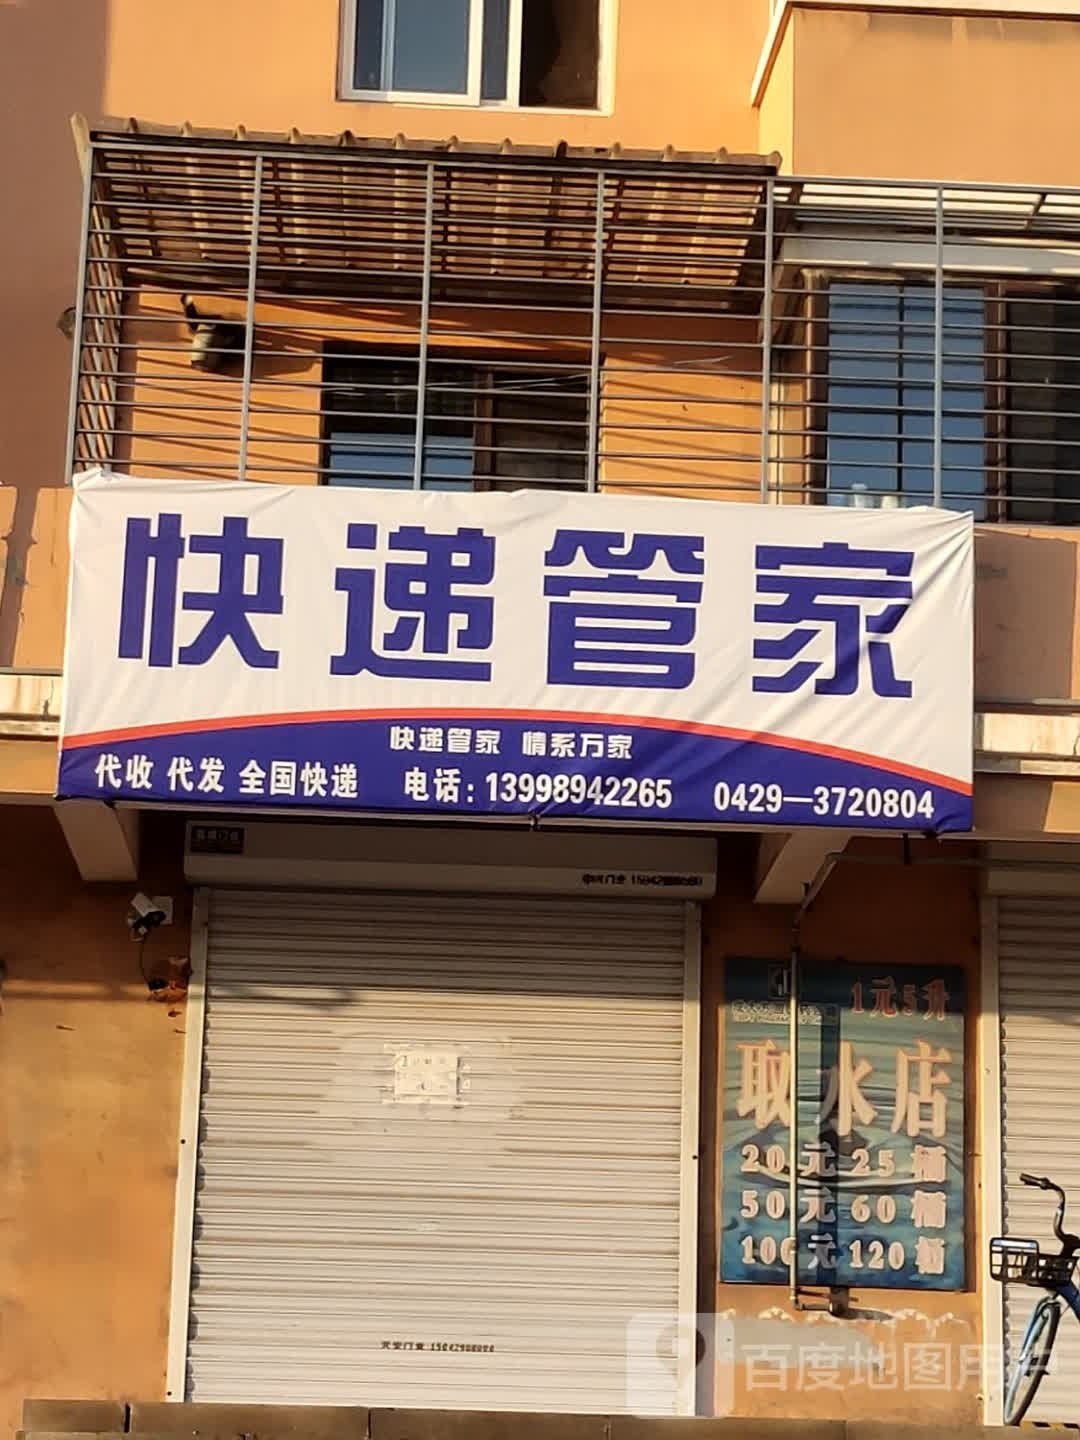 快递管家
快递管家 情系万家
代收 代发 全国快递 电话:13998942265 0429—3720804
1元5升
取水店
20元25桶
50元60桶
100元120桶
百度地图用户